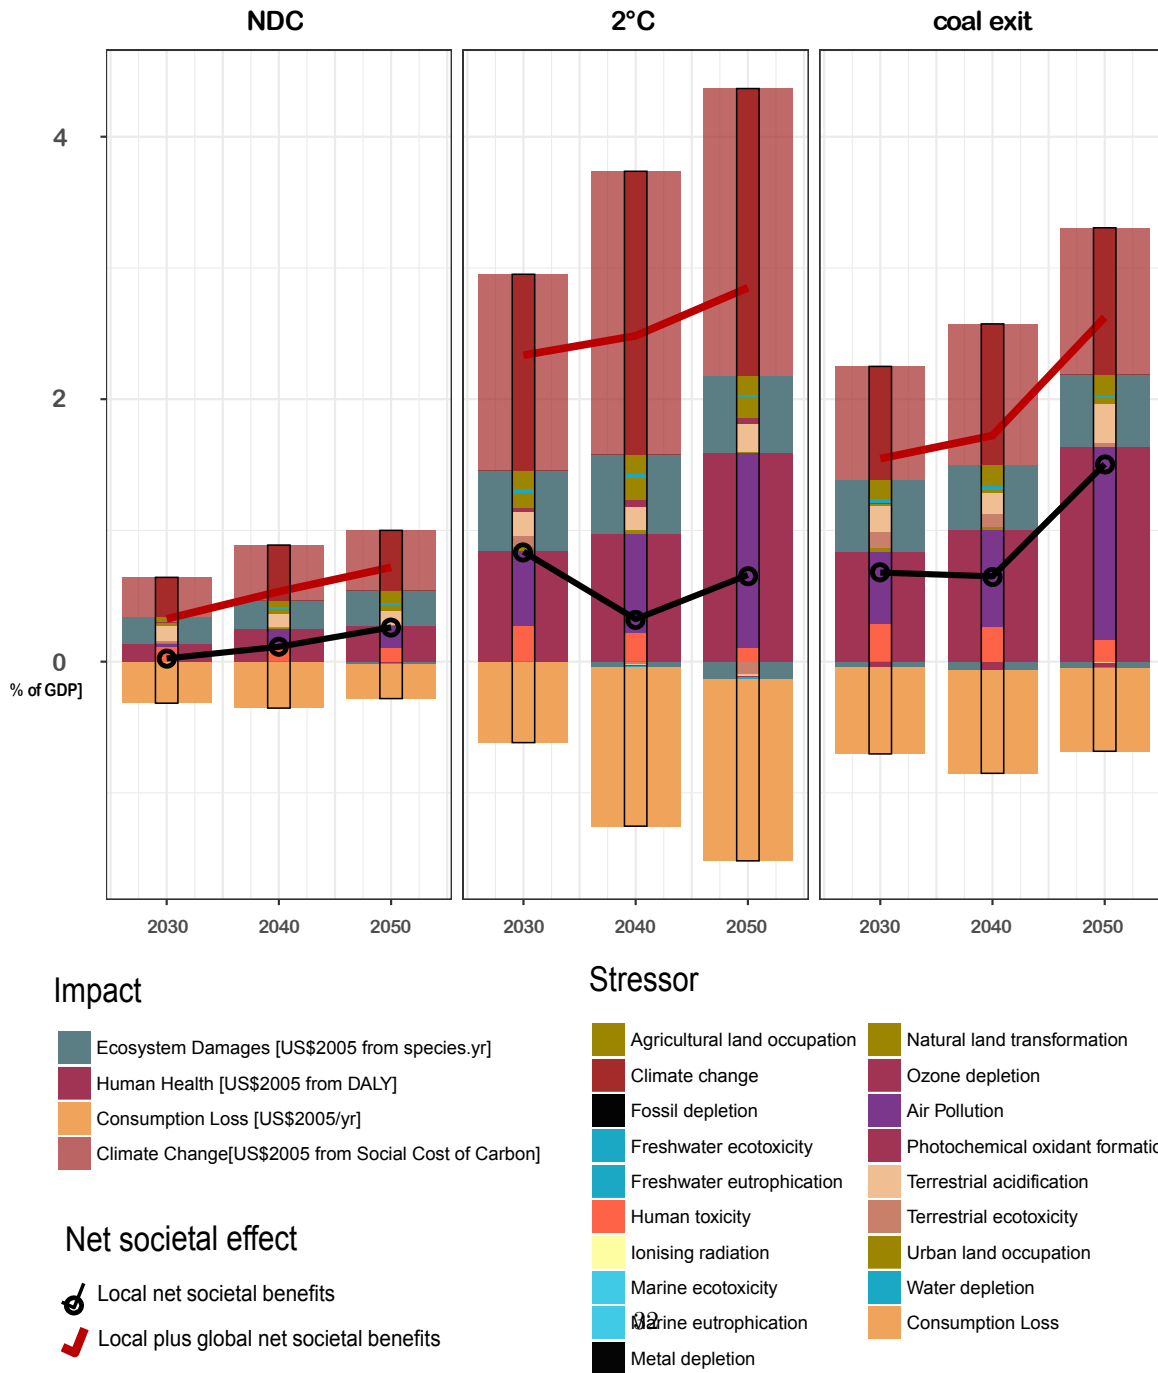 NDC
2°C
coal exit
4
2
0
% of GDP]
2030 2040 2050
2030 2040 2050
2030 2040 2050
Impact
Ecosystem Damages [US$2005 from species.yr]
Human Health [US$2005 from DALY]
Consumption Loss [US$2005/yr]
Climate Change[US$2005 from Social Cost of Carbon]
Net societal effect
Local net societal benefits
Local plus global net societal benefits
Stressor
Agricultural land occupation
Climate change
Fossil depletion
Freshwater ecotoxicity
Freshwater eutrophication
Human toxicity
Ionising radiation
Marine ecotoxicity
Marine eutrophication
Metal depletion
Natural land transformation
Ozone depletion
Air Pollution
Photochemical oxidant formatio
Terrestrial acidification
Terrestrial ecotoxicity
Urban land occupation
Water depletion
Consumption Loss
32